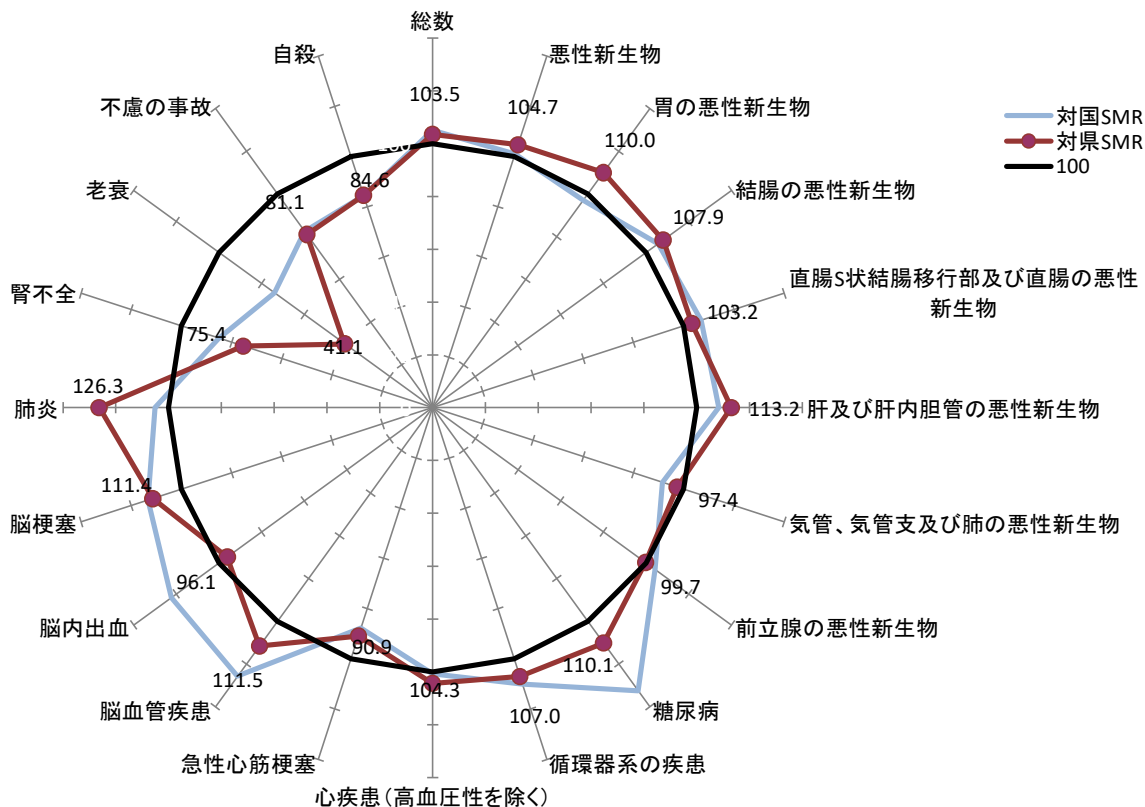 総数
103.5
悪性新生物
104.7
胃の悪性新生物
110.0
結腸の悪性新生物
107.9
直腸S状結腸移行部及び直腸の悪性
新生物
103.2
肝及び肝内胆管の悪性新生物
113.2
気管、気管支及び肺の悪性新生物
97.4
前立腺の悪性新生物
99.7
糖尿病
110.1
循環器系の疾患
107.0
心疾患(高血圧性を除く)
104.3
急性心筋梗塞
90.9
脳血管疾患
111.5
脳内出血
96.1
脳梗塞
111.4
肺炎
126.3
腎不全
75.4
老衰
41.1
不慮の事故
81.1
自殺
84.6
対国SMR
対県SMR
100